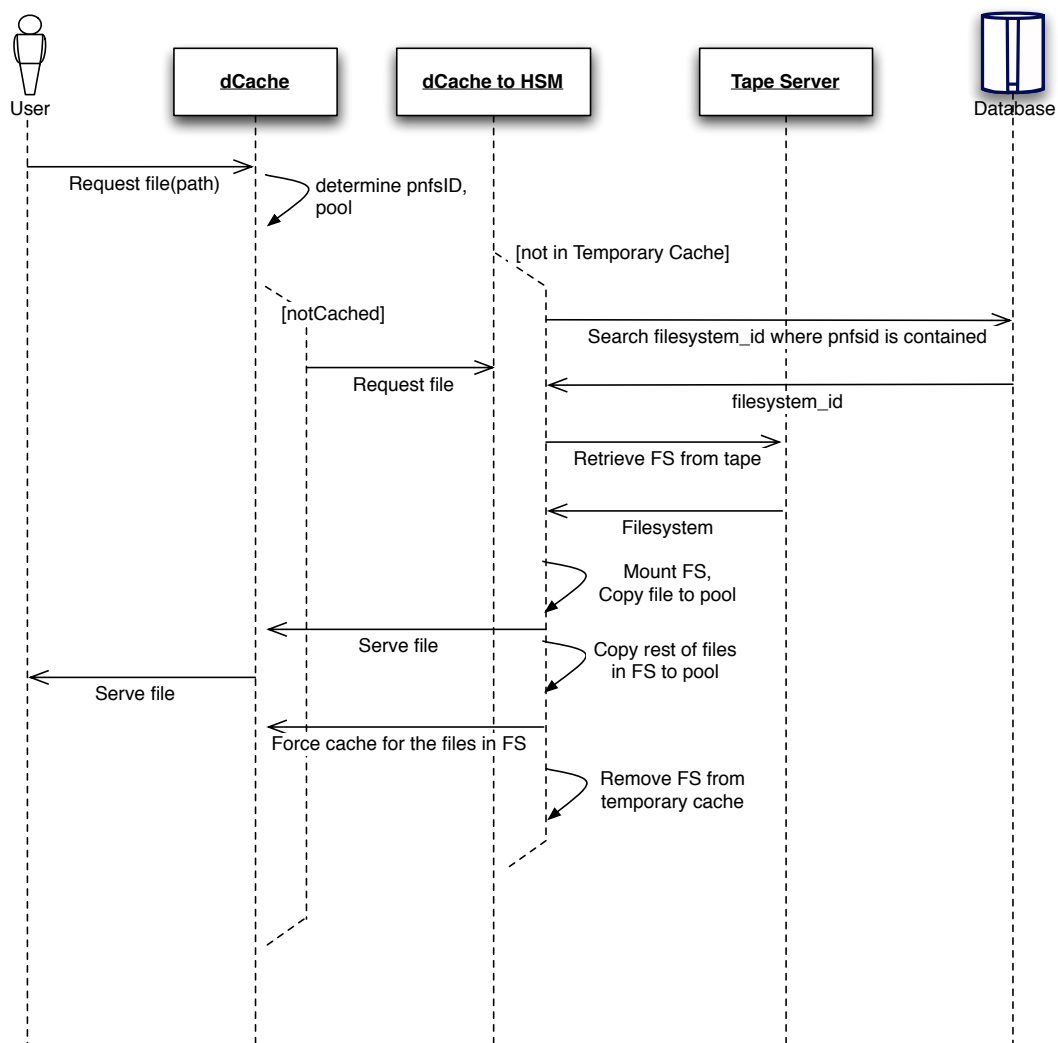 User
dCache
dCache to HSM
Tape Server
Database
Request file(path)
determine pnfsID,
pool
[not in Temporary Cache]
[notCached]
Search filesystem_id where pnfsid is contained
Request file
filesystem_id
Retrieve FS from tape
Filesystem
Mount FS,
Copy file to pool
Serve file
Copy rest of files
in FS to pool
Serve file
Force cache for the files in FS
Remove FS from
temporary cache